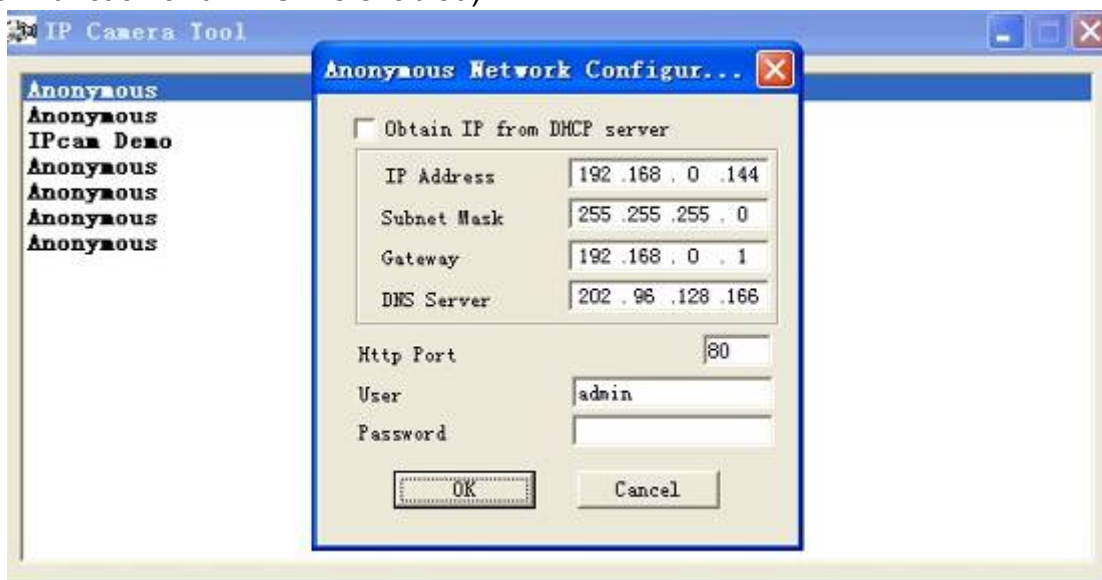 IP Camera Tool
Anonymous Network Configur...
Anonymous
Anonymous
IPcam Demo
Anonymous
Anonymous
Anonymous
Anonymous
Obtain IP from DHCP server
IP Address 192 .168 . 0 .144
Subnet Mask 255 .255 .255 . 0
Gateway 192 .168 . 0 . 1
DNS Server 202 . 96 .128 .166
Http Port 80
User admin
Password
OK Cancel